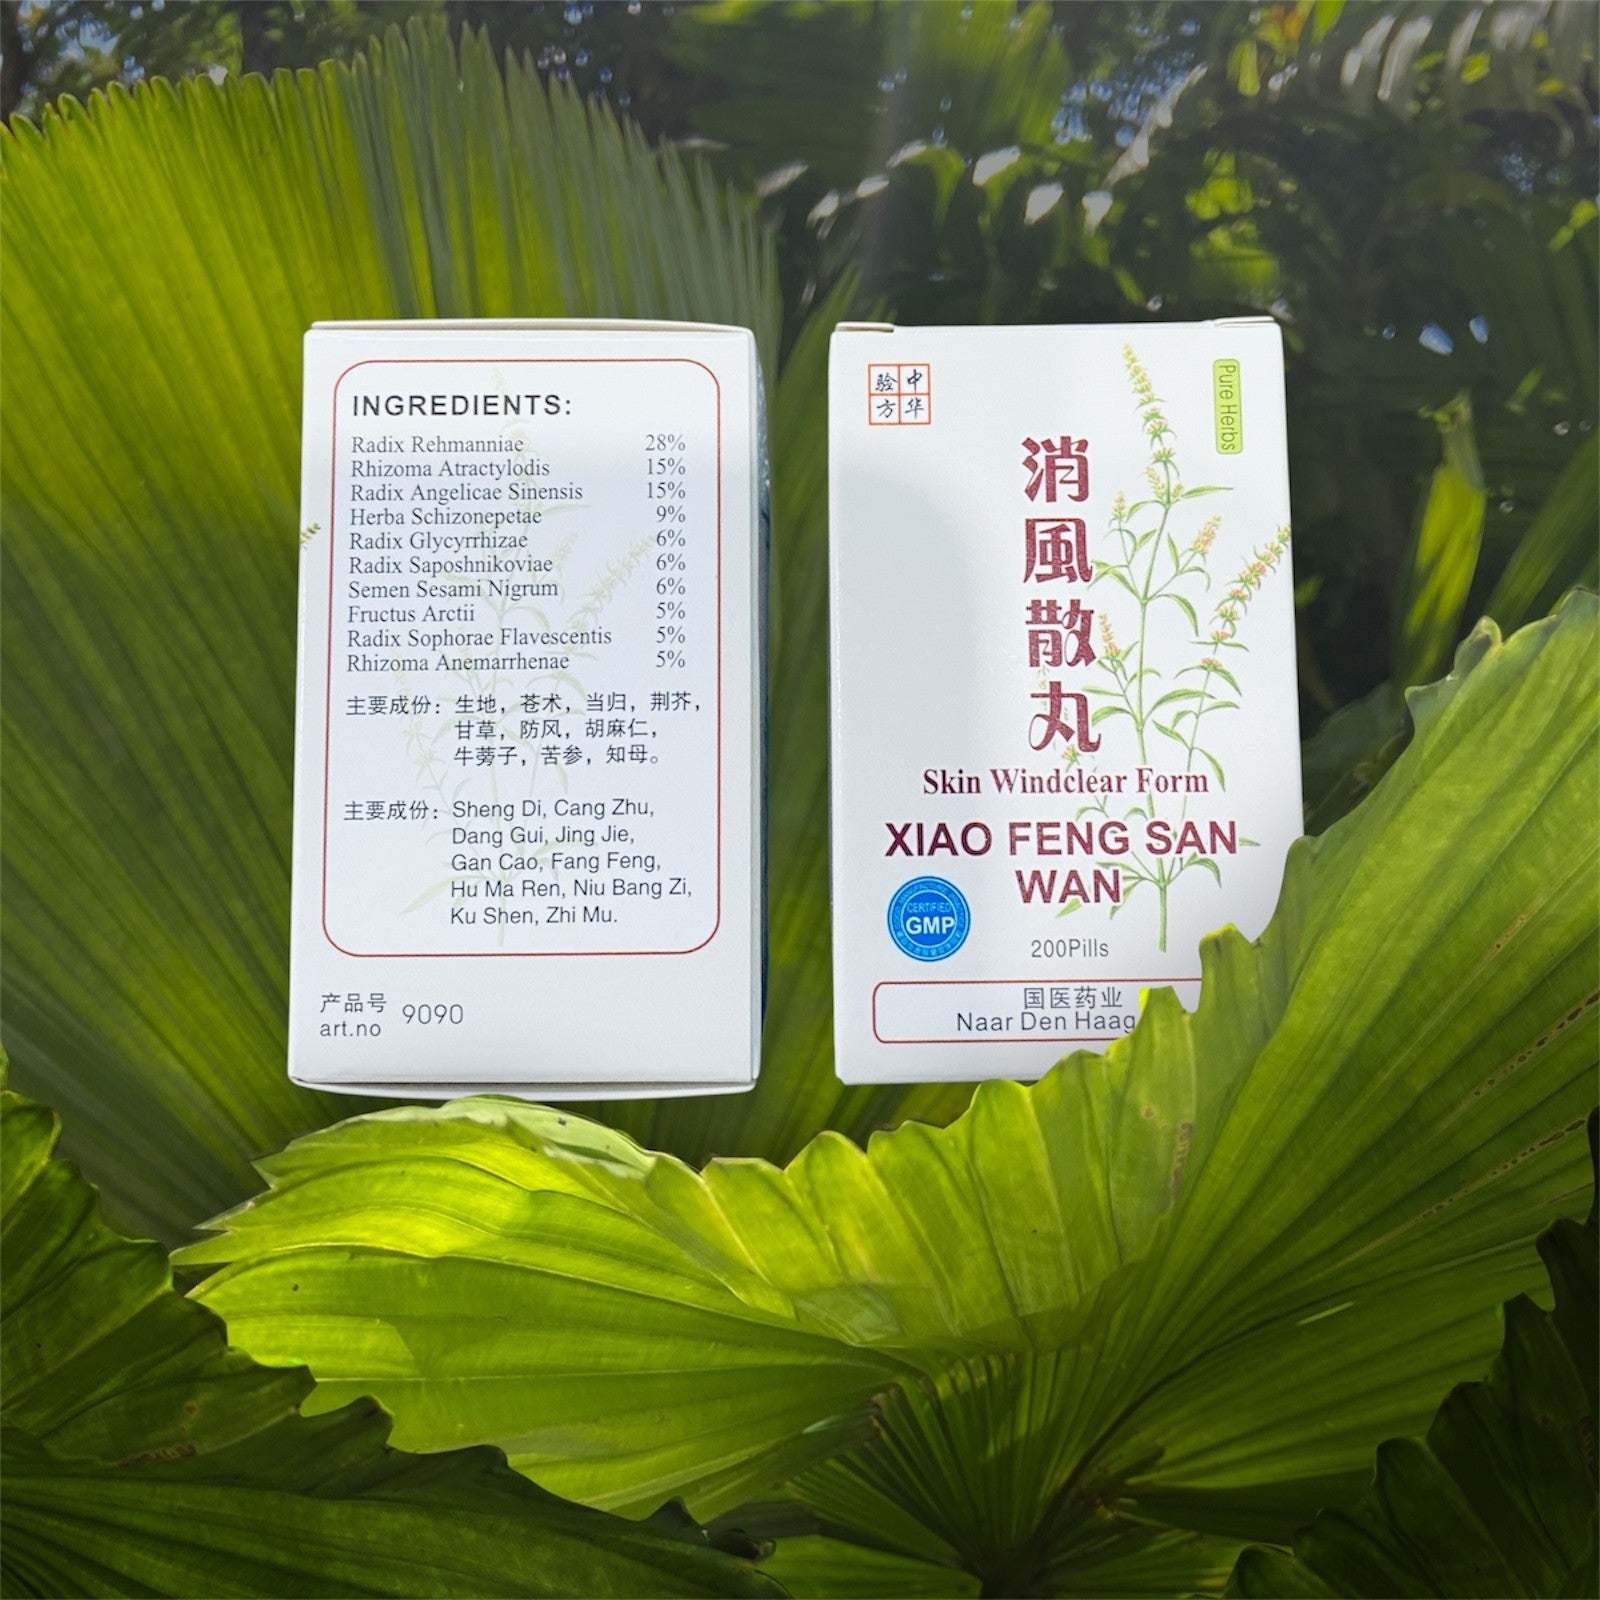 INGREDIENTS:
Radix Rehmanniae 28%
Rhizoma Atractylodis 15%
Radix Angelicae Sinensis 15%
Herba Schizonepetae 9%
Radix Glycyrrhizae 6%
Radix Saposhnikoviae 6%
Semen Sesami Nigrum 6%
Fructus Arctii 5%
Radix Sophorae Flavescentis 5%
Rhizoma Anemarrhenae 5%
主要成份：生地，苍术，当归，荆芥，
甘草，防风，胡麻仁，
牛蒡子，苦参，知母。
主要成份：Sheng Di, Cang Zhu,
Dang Gui, Jing Jie,
Gan Cao, Fang Feng,
Hu Ma Ren, Niu Bang Zi,
Ku Shen, Zhi Mu.
产品号
art.no 9090
中华
验方
Pure Herbs
消風散丸
Skin Windclear Form
XIAO FENG SAN
WAN
CERTIFIED
GMP
200Pills
国医药业
Naar Den Haag